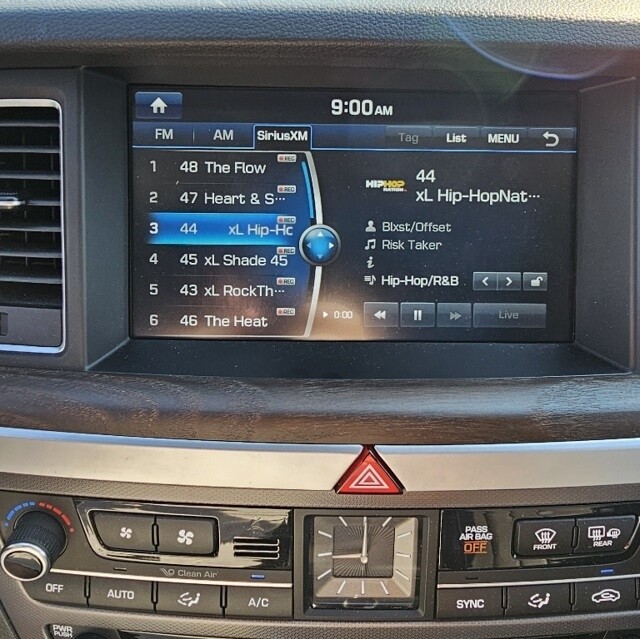 9:00 AM
FM AM SiriusXM Tag List MENU
1 48 The Flow REC
2 47 Heart & S... REC
3 44 xL Hip-Hc REC
4 45 xL Shade 45 REC
5 43 xL RockTh... REC
6 46 The Heat REC
HIPHOP
NATION
44
xL Hip-HopNat...
Blxst/Offset
Risk Taker
i
Hip-Hop/R&B
0:00 Live
PASS
AIR BAG
OFF
FRONT
REAR
Clean Air
OFF AUTO A/C SYNC
PWR
PUSH